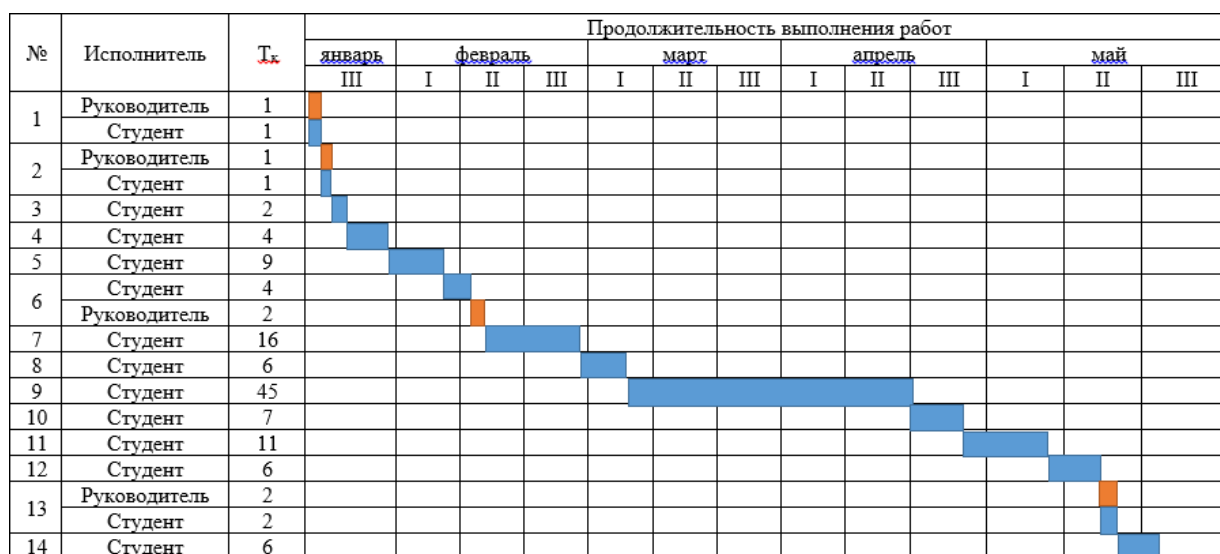 № Исполнитель Тк Продолжительность выполнения работ
январь февраль март апрель май
III I II III I II III I II III I II III
1 Руководитель 1
Студент 1
2 Руководитель 1
Студент 1
3 Студент 2
4 Студент 4
5 Студент 9
6 Студент 4
Руководитель 2
7 Студент 16
8 Студент 6
9 Студент 45
10 Студент 7
11 Студент 11
12 Студент 6
13 Руководитель 2
Студент 2
14 Студент 6